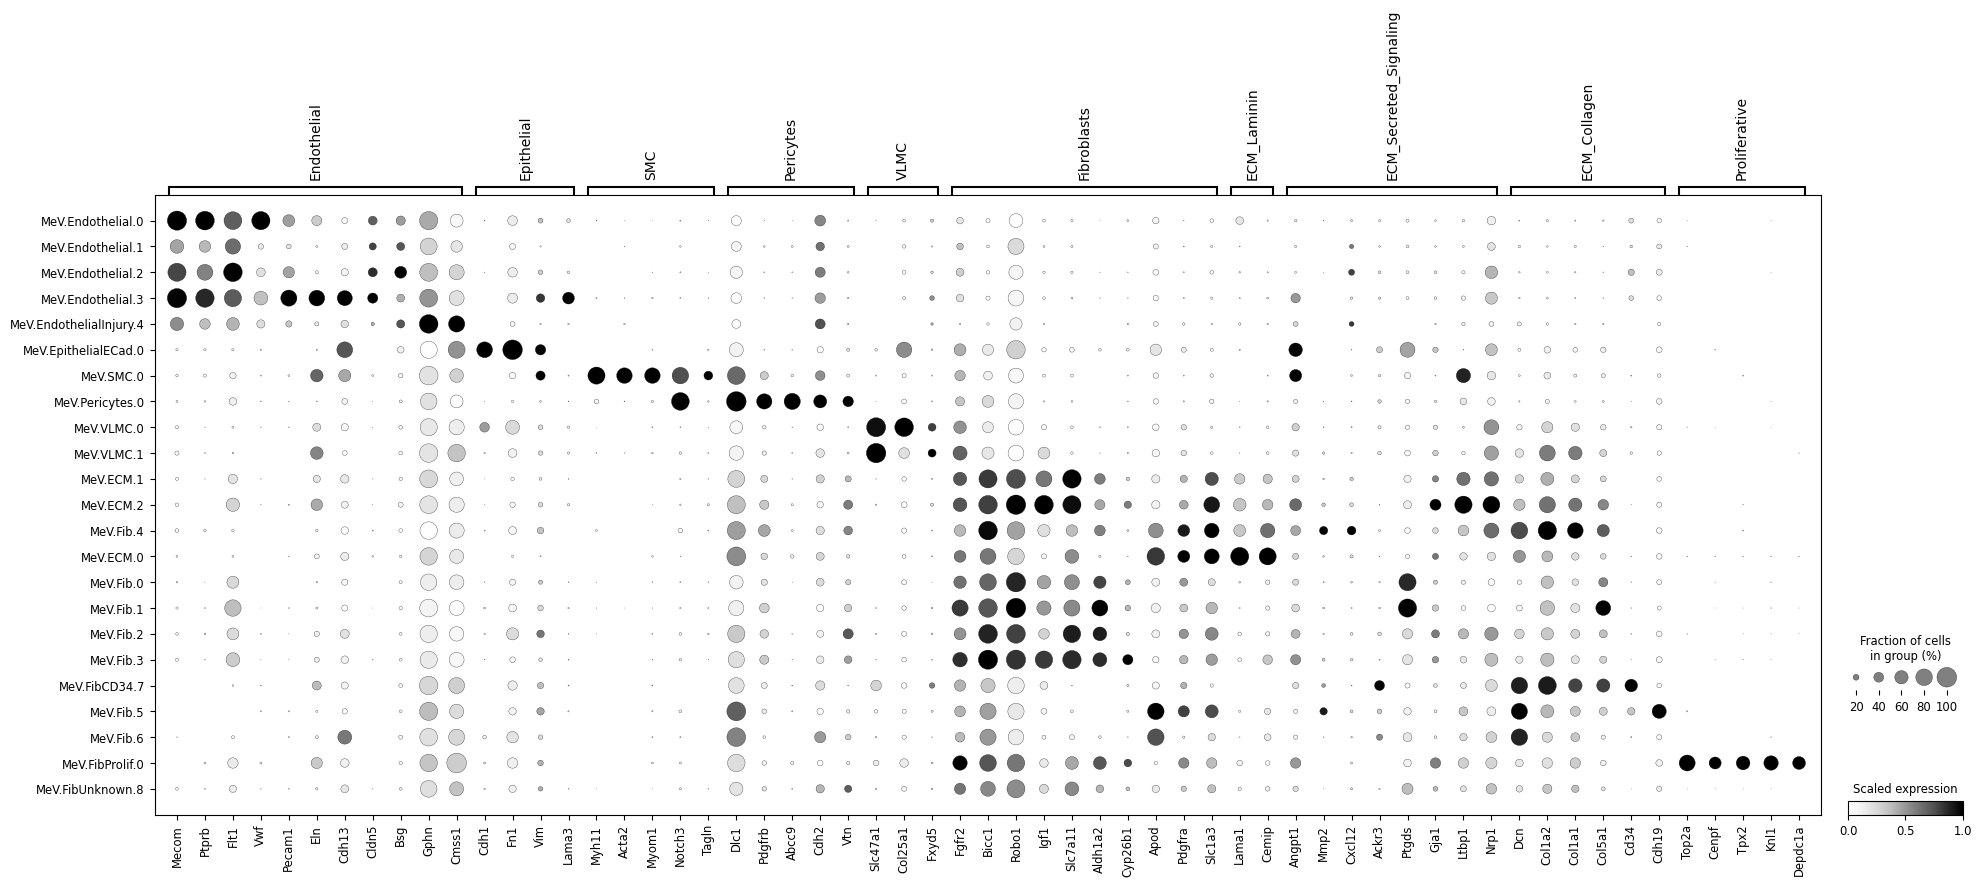 Endothelial
Epithelial
SMC
Pericytes
VLMC
Fibroblasts
ECM_Laminin
ECM_Secreted_Signaling
ECM_Collagen
Proliferative
MeV.Endothelial.0
MeV.Endothelial.1
MeV.Endothelial.2
MeV.Endothelial.3
MeV.EndothelialInjury.4
MeV.EpithelialECad.0
MeV.SMC.0
MeV.Pericytes.0
MeV.VLMC.0
MeV.VLMC.1
MeV.ECM.1
MeV.ECM.2
MeV.Fib.4
MeV.ECM.0
MeV.Fib.0
MeV.Fib.1
MeV.Fib.2
MeV.Fib.3
MeV.FibCD34.7
MeV.Fib.5
MeV.Fib.6
MeV.FibProlif.0
MeV.FibUnknown.8
Mecom
Ptprb
Flt1
Vwf
Pecam1
Eln
Cdh13
Cldn5
Bsg
Gphn
Cmss1
Cdh1
Fn1
Vim
Lama3
Myh11
Acta2
Myom1
Notch3
Tagln
Dlc1
Pdgfrb
Abcc9
Cdh2
Vtn
Slc47a1
Col25a1
Fxyd5
Fgfr2
Bicc1
Robo1
Igf1
Slc7a11
Aldh1a2
Cyp26b1
Apod
Pdgfra
Slc1a3
Lama1
Cemip
Angpt1
Mmp2
Cxcl12
Ackr3
Ptgds
Gja1
Ltbp1
Nrp1
Dcn
Col1a2
Col1a1
Col5a1
Cd34
Cdh19
Top2a
Cenpf
Tpx2
Knl1
Depdc1a
Fraction of cells
in group (%)
20 40 60 80 100
Scaled expression
0.0 0.5 1.0